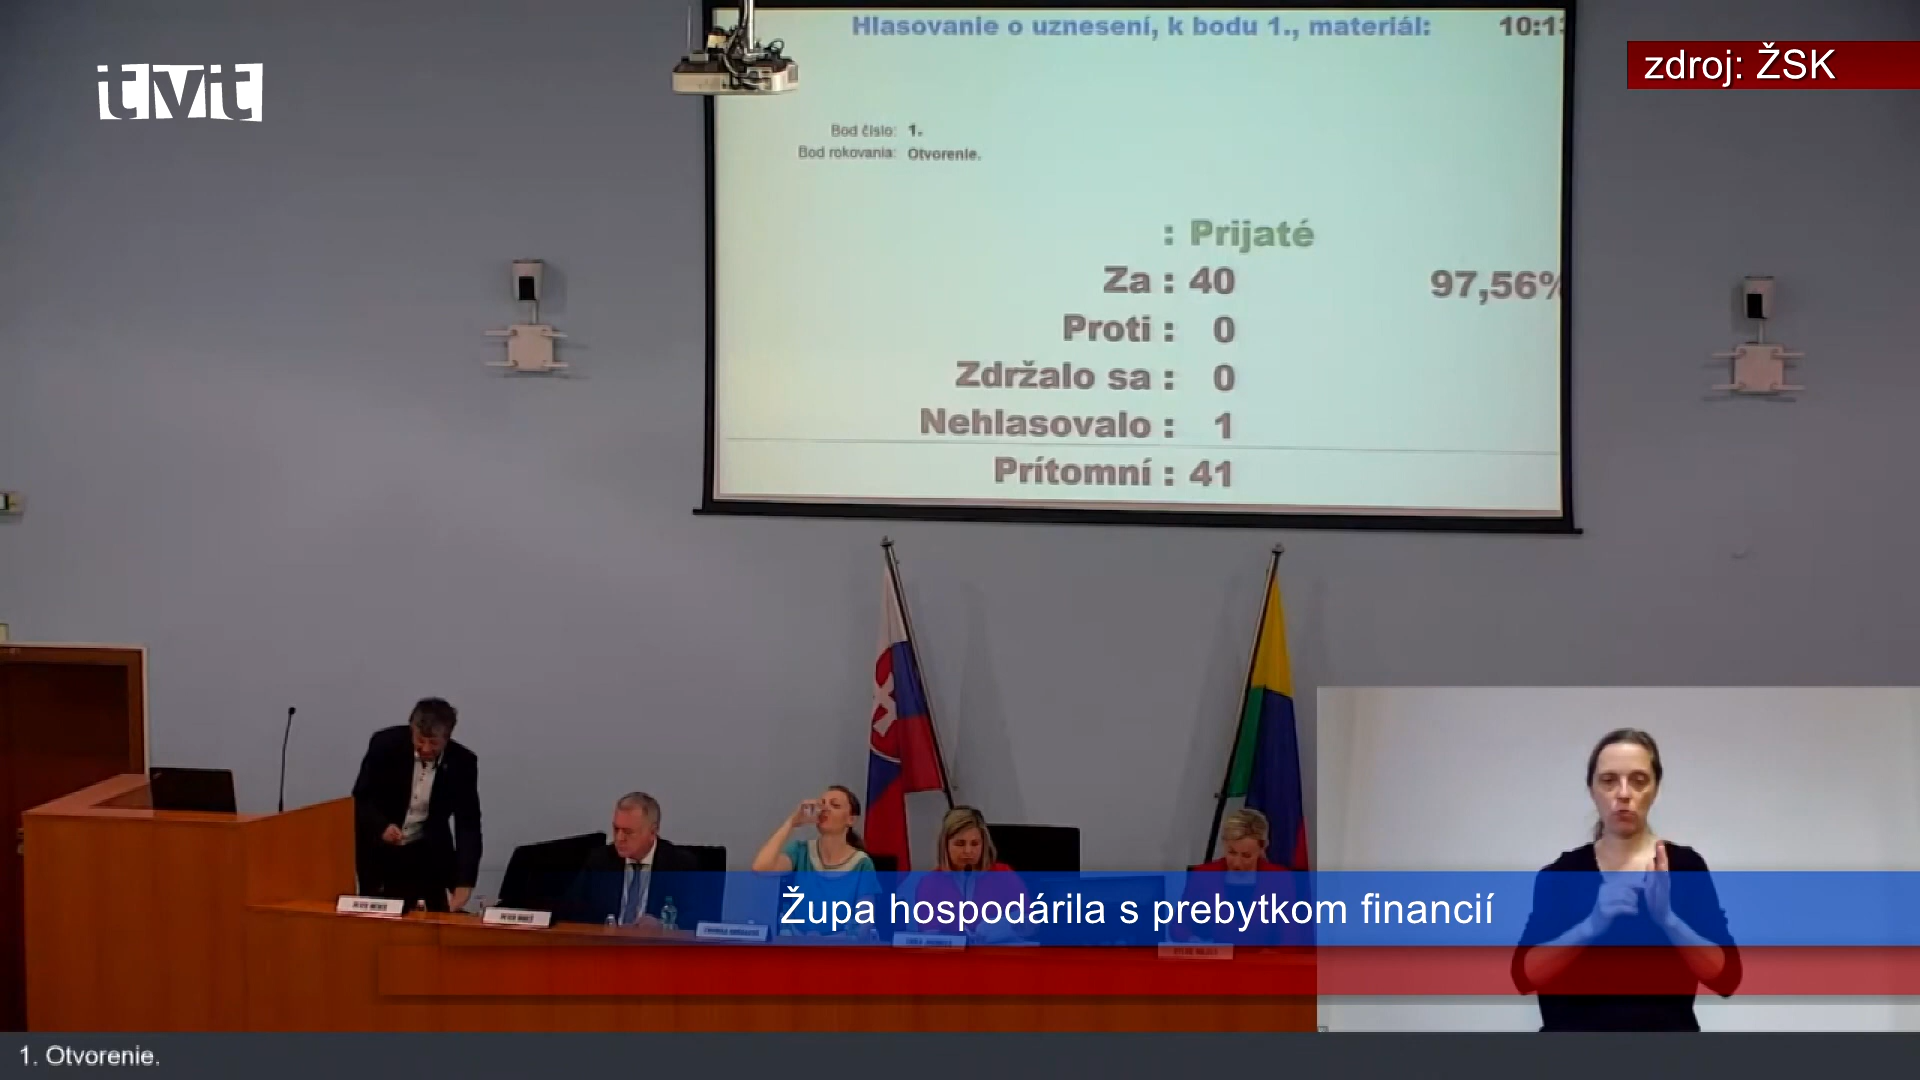 Hlasovanie o uznesení, k bodu 1., materiál:
10:1
zdroj: ŽSK
tvit
Bod číslo: 1.
Bod rokovania: Otvorenie.
: Prijaté
Za : 40
97,56%
Proti : 0
Zdržalo sa : 0
Nehlasovalo : 1
Prítomní : 41
Župa hospodárila s prebytkom financií
1. Otvorenie.